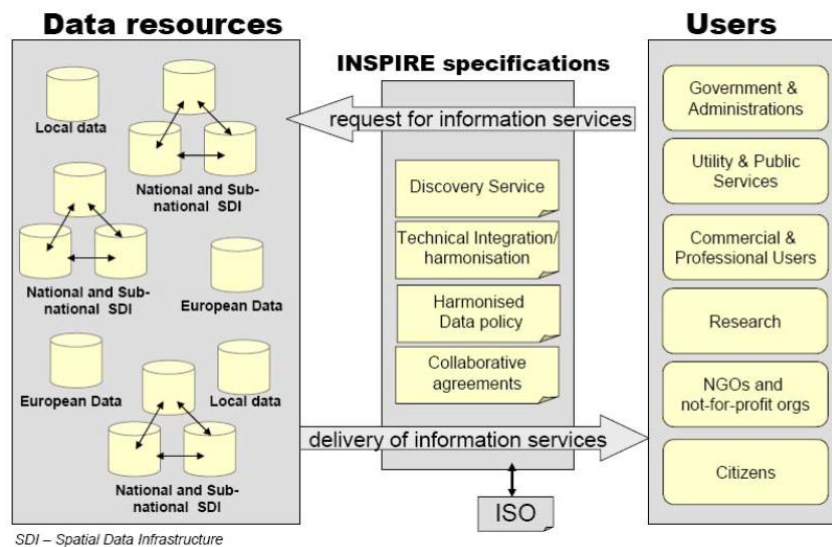 Data resources
Local data
National and Sub-
national SDI
National and Sub-
national SDI
European Data
European Data
Local data
National and Sub-
national SDI
SDI – Spatial Data Infrastructure
INSPIRE specifications
request for information services
Discovery Service
Technical Integration/
harmonisation
Harmonised
Data policy
Collaborative
agreements
delivery of information services
ISO
Users
Government &
Administrations
Utility & Public
Services
Commercial &
Professional Users
Research
NGOs and
not-for-profit orgs
Citizens